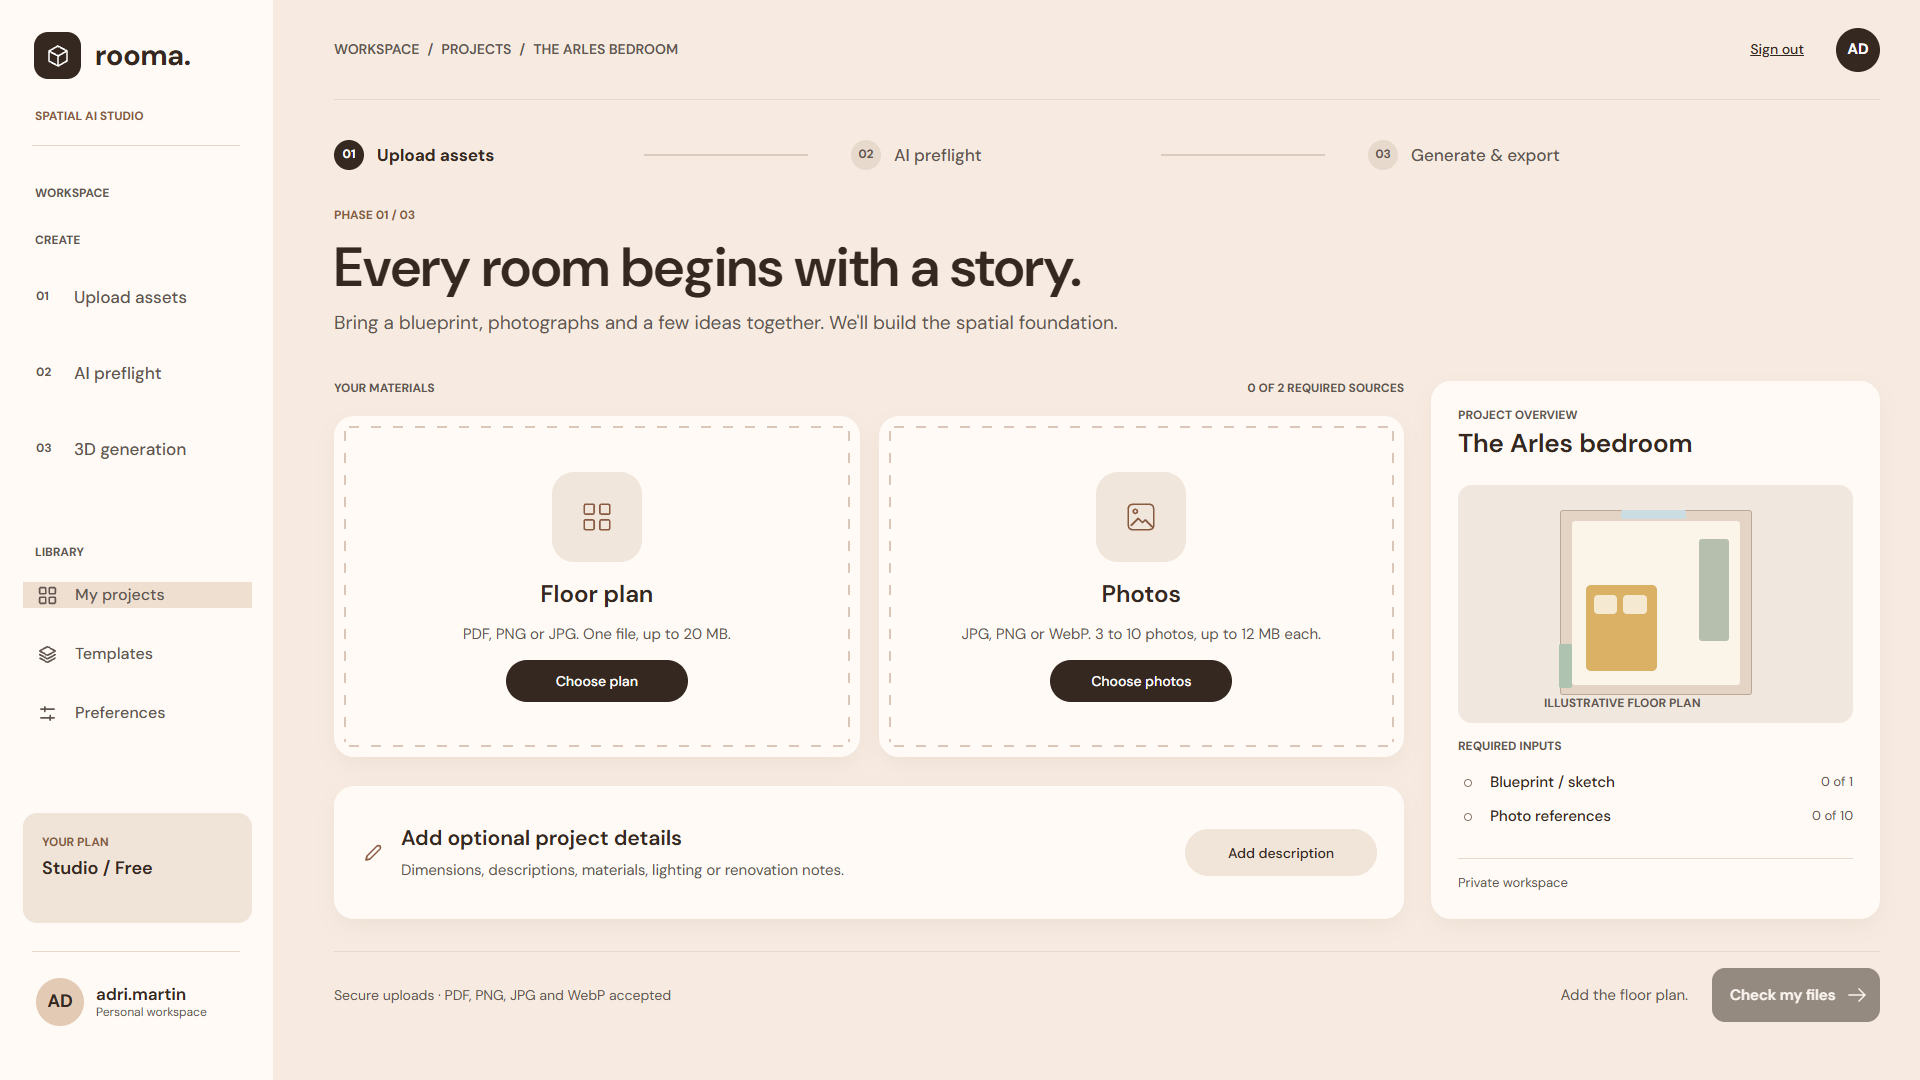 rooma.
SPATIAL AI STUDIO
WORKSPACE
CREATE
01 Upload assets
02 AI preflight
03 3D generation
LIBRARY
My projects
Templates
Preferences
YOUR PLAN
Studio / Free
AD
adri.martin
Personal workspace
WORKSPACE / PROJECTS / THE ARLES BEDROOM
Sign out
AD
01 Upload assets
02 AI preflight
03 Generate & export
PHASE 01 / 03
Every room begins with a story.
Bring a blueprint, photographs and a few ideas together. We'll build the spatial foundation.
YOUR MATERIALS
0 OF 2 REQUIRED SOURCES
Floor plan
PDF, PNG or JPG. One file, up to 20 MB.
Choose plan
Photos
JPG, PNG or WebP. 3 to 10 photos, up to 12 MB each.
Choose photos
Add optional project details
Dimensions, descriptions, materials, lighting or renovation notes.
Add description
PROJECT OVERVIEW
The Arles bedroom
ILLUSTRATIVE FLOOR PLAN
REQUIRED INPUTS
Blueprint / sketch 0 of 1
Photo references 0 of 10
Private workspace
Secure uploads · PDF, PNG, JPG and WebP accepted
Add the floor plan.
Check my files